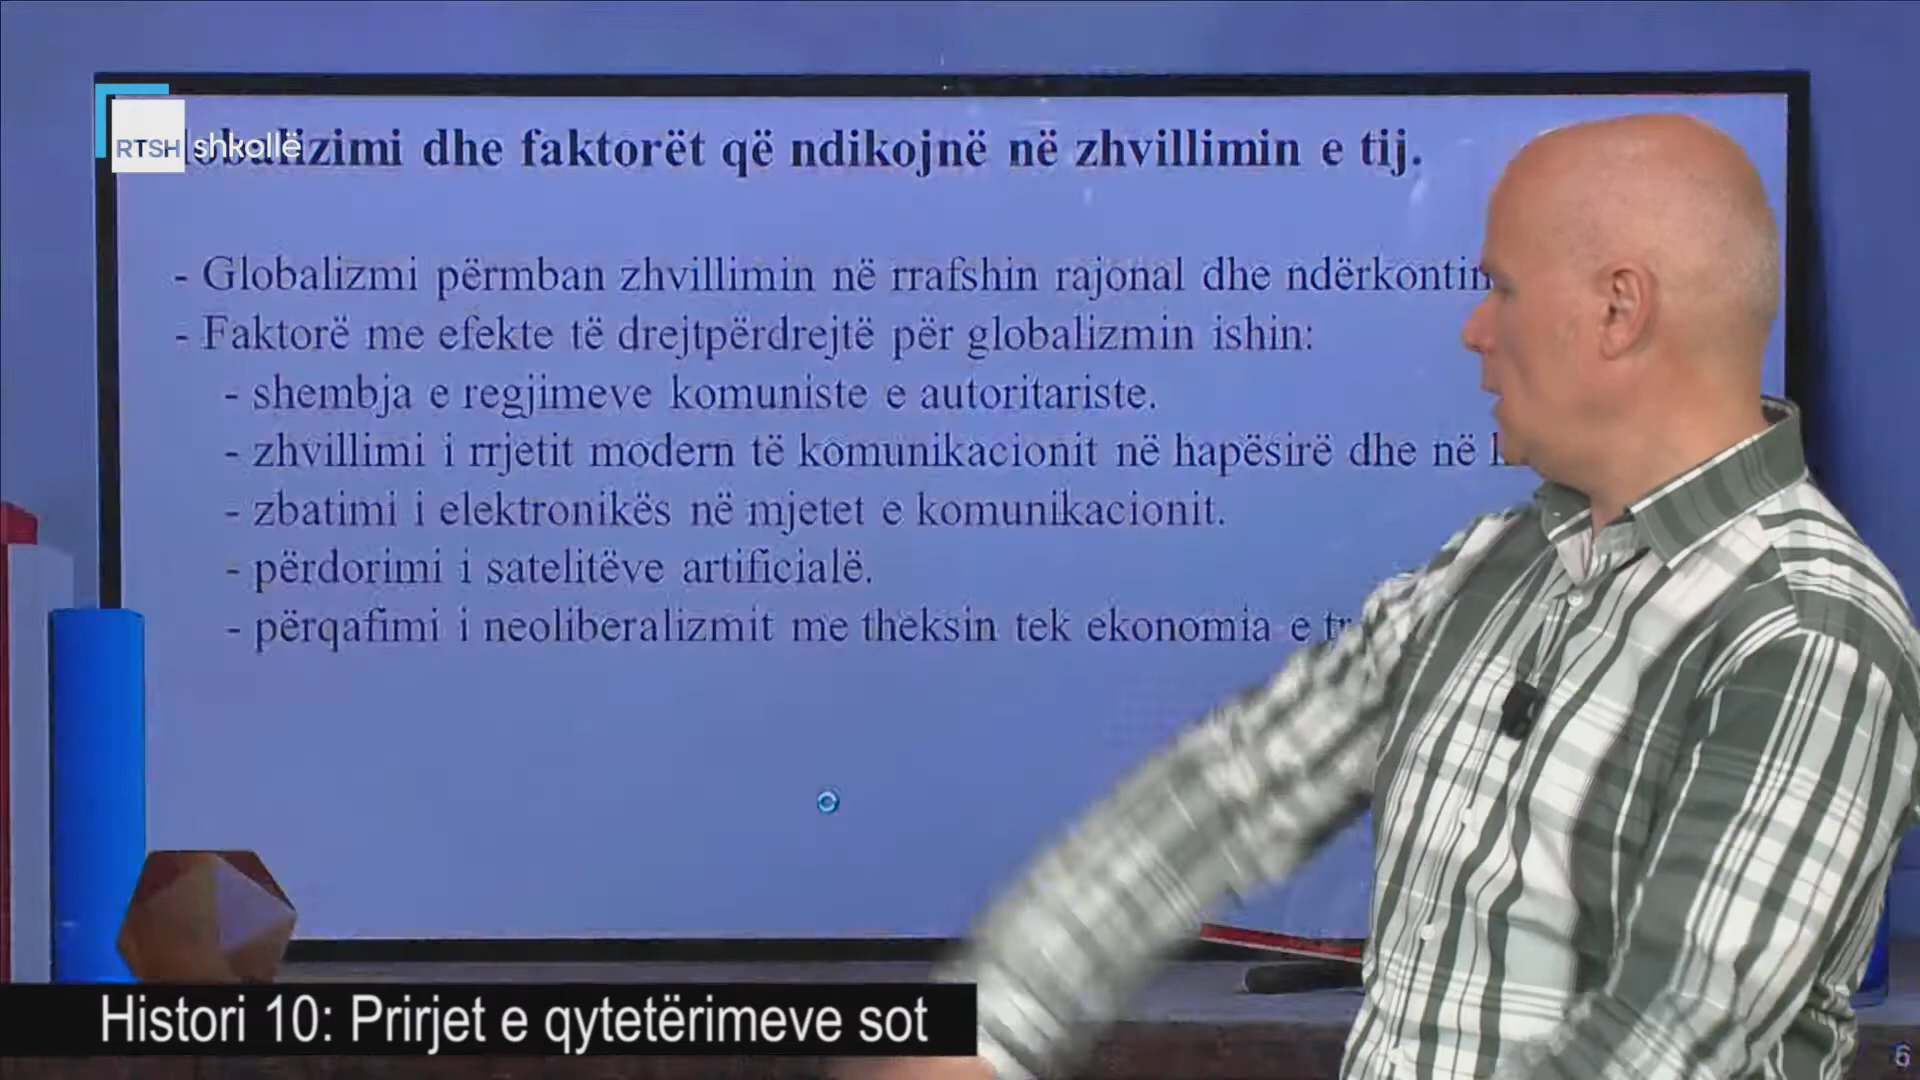 RTSH shkollë
dhe faktorët që ndikojnë në zhvillimin e tij.
- Globalizmi përmban zhvillimin në rrafshin rajonal dhe
- Faktorë me efekte të drejtpërdrejtë për globalizmin ishin:
- shembja e regjimeve komuniste e autoritariste.
- zhvillimi i rrjetit modern të komunikacionit në hapësirë dhe në
- zbatimi i elektronikës në mjetet e komunikacionit.
- përdorimi i satelitëve artificialë.
- përqafimi i neoliberalizmit me theksin tek ekonomia e
Histori 10: Prirjet e qytetërimeve sot
6